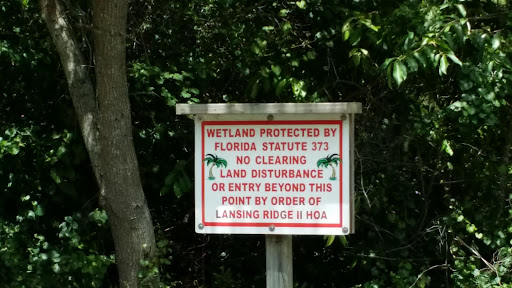 WETLAND PROTECTED BY
FLORIDA STATUTE 373
NO CLEARING
LAND DISTURBANCE
OR ENTRY BEYOND THIS
POINT BY ORDER OF
LANSING RIDGE II HOA